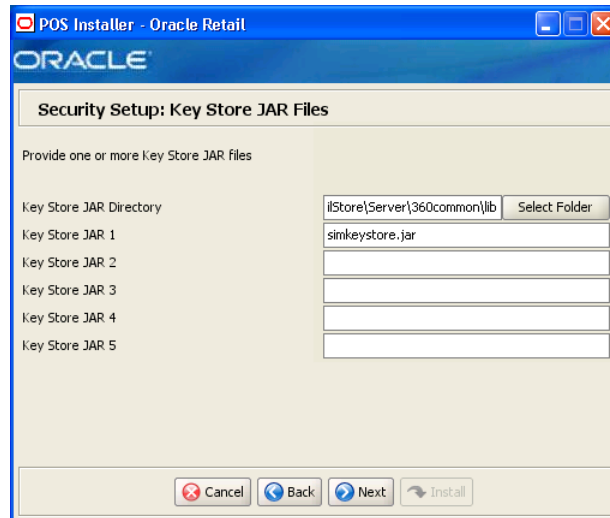 POS Installer - Oracle Retail
ORACLE
Security Setup: Key Store JAR Files
Provide one or more Key Store JAR files
Key Store JAR Directory ilStore\Server\360common\lib Select Folder
Key Store JAR 1 simkeystore.jar
Key Store JAR 2
Key Store JAR 3
Key Store JAR 4
Key Store JAR 5
Cancel Back Next Install